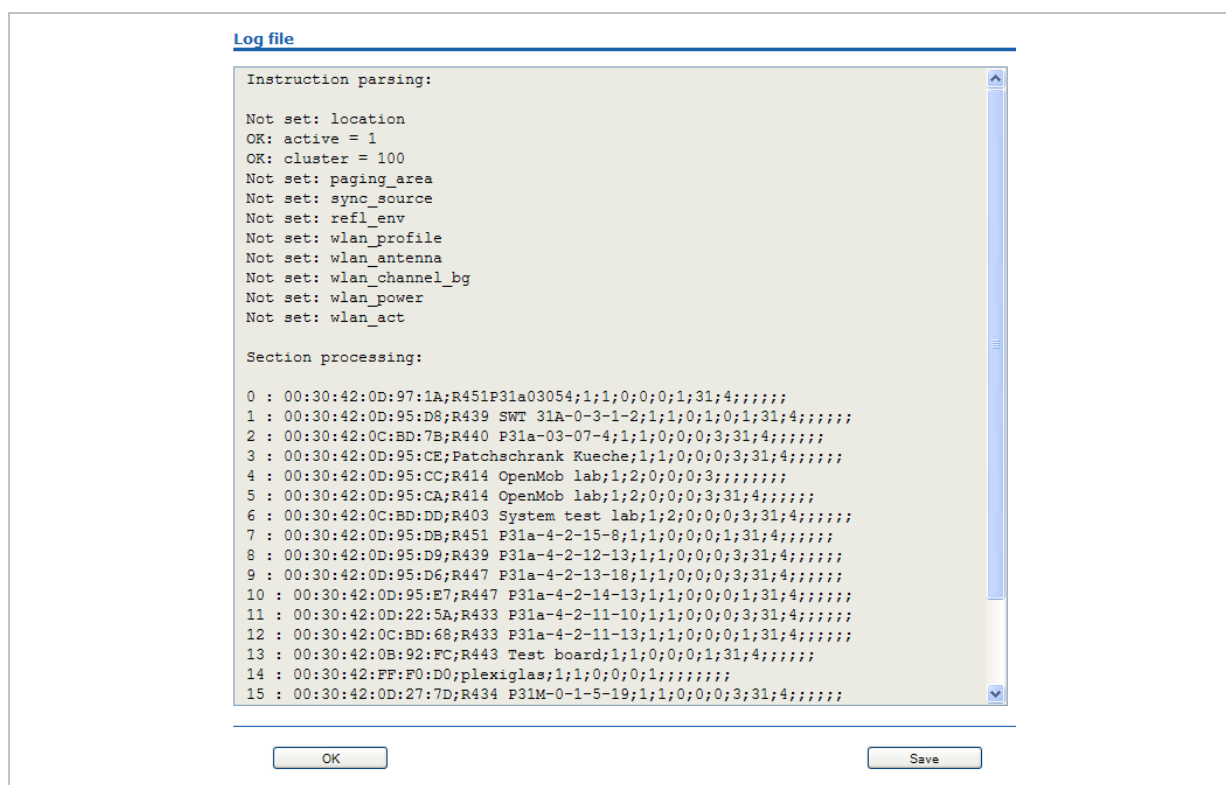 Log file
Instruction parsing:
Not set: location
OK: active = 1
OK: cluster = 100
Not set: paging_area
Not set: sync_source
Not set: refl_env
Not set: wlan_profile
Not set: wlan_antenna
Not set: wlan_channel_bg
Not set: wlan_power
Not set: wlan_act
Section processing:
0 : 00:30:42:0D:97:1A;R451P31a03054;1;1;0;0;0;1;31;4;;;;;;
1 : 00:30:42:0D:95:D8;R439 SWT 31A-0-3-1-2;1;1;0;1;0;1;31;4;;;;;;
2 : 00:30:42:0C:BD:7B;R440 P31a-03-07-4;1;1;0;0;0;3;31;4;;;;;;
3 : 00:30:42:0D:95:CE;Patchschrank Kueche;1;1;0;0;0;3;31;4;;;;;;
4 : 00:30:42:0D:95:CC;R414 OpenMob lab;1;2;0;0;0;3;;;;;;;;
5 : 00:30:42:0D:95:CA;R414 OpenMob lab;1;2;0;0;0;3;31;4;;;;;;
6 : 00:30:42:0C:BD:DD;R403 System test lab;1;2;0;0;0;3;31;4;;;;;;
7 : 00:30:42:0D:95:DB;R451 P31a-4-2-15-8;1;1;0;0;0;1;31;4;;;;;;
8 : 00:30:42:0D:95:D9;R439 P31a-4-2-12-13;1;1;0;0;0;3;31;4;;;;;;
9 : 00:30:42:0D:95:D6;R447 P31a-4-2-13-18;1;1;0;0;0;3;31;4;;;;;;
10 : 00:30:42:0D:95:E7;R447 P31a-4-2-14-13;1;1;0;0;0;1;31;4;;;;;;
11 : 00:30:42:0D:22:5A;R433 P31a-4-2-11-10;1;1;0;0;0;3;31;4;;;;;;
12 : 00:30:42:0C:BD:68;R433 P31a-4-2-11-13;1;1;0;0;0;1;31;4;;;;;;
13 : 00:30:42:0B:92:FC;R443 Test board;1;1;0;0;0;1;31;4;;;;;;
14 : 00:30:42:FF:F0:D0;plexiglas;1;1;0;0;0;1;;;;;;;;
15 : 00:30:42:0D:27:7D;R434 P31M-0-1-5-19;1;1;0;0;0;3;31;4;;;;;;
OK
Save